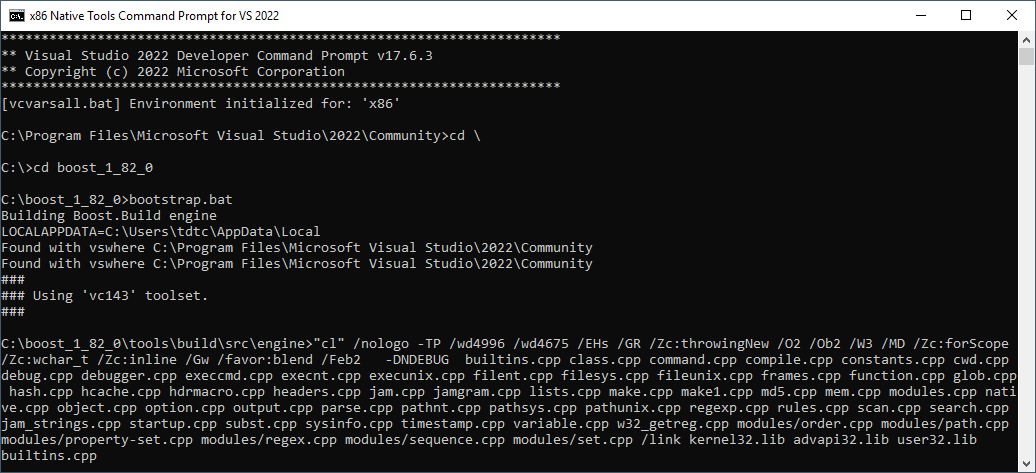 x86 Native Tools Command Prompt for VS 2022
**********************************************************************
** Visual Studio 2022 Developer Command Prompt v17.6.3
** Copyright (c) 2022 Microsoft Corporation
**********************************************************************
[vcvarsall.bat] Environment initialized for: 'x86'
C:\Program Files\Microsoft Visual Studio\2022\Community>cd \
C:\>cd boost_1_82_0
C:\boost_1_82_0>bootstrap.bat
Building Boost.Build engine
LOCALAPPDATA=C:\Users\tdtc\AppData\Local
Found with vswhere C:\Program Files\Microsoft Visual Studio\2022\Community
Found with vswhere C:\Program Files\Microsoft Visual Studio\2022\Community
###
### Using 'vc143' toolset.
###
C:\boost_1_82_0\tools\build\src\engine>"cl" /nologo -TP /wd4996 /wd4675 /EHs /GR /Zc:throwingNew /O2 /Ob2 /W3 /MD /Zc:forScope
/Zc:wchar_t /Zc:inline /Gw /favor:blend /Feb2   -DNDEBUG  builtins.cpp class.cpp command.cpp compile.cpp constants.cpp cwd.cpp
debug.cpp debugger.cpp execcmd.cpp execnt.cpp execunix.cpp filent.cpp filesys.cpp fileunix.cpp frames.cpp function.cpp glob.cpp
 hash.cpp hcache.cpp hdrmacro.cpp headers.cpp jam.cpp jamgram.cpp lists.cpp make.cpp make1.cpp md5.cpp mem.cpp modules.cpp nati
ve.cpp object.cpp option.cpp output.cpp parse.cpp pathnt.cpp pathsys.cpp pathunix.cpp regexp.cpp rules.cpp scan.cpp search.cpp
jam_strings.cpp startup.cpp subst.cpp sysinfo.cpp timestamp.cpp variable.cpp w32_getreg.cpp modules/order.cpp modules/path.cpp
modules/property-set.cpp modules/regex.cpp modules/sequence.cpp modules/set.cpp /link kernel32.lib advapi32.lib user32.lib
builtins.cpp